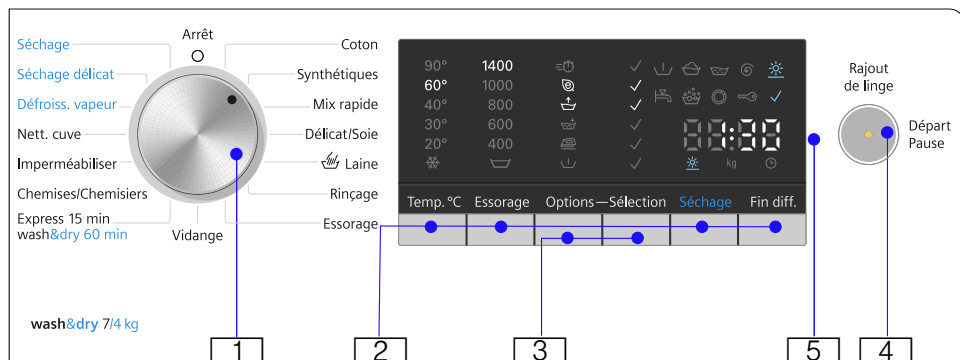 Arrêt
Séchage
Séchage délicat
Défroiss. vapeur
Nett. cuve
Imperméabiliser
Chemises/Chemisiers
Express 15 min
wash&dry 60 min
Vidange
Coton
Synthétiques
Mix rapide
Délicat/Soie
Laine
Rinçage
Essorage
90° 1400
60° 1000
40° 800
30° 600
20° 400
1:30
kg
Temp. °C Essorage Options—Sélection Séchage Fin diff.
Rajout
de linge
Départ
Pause
wash&dry 7/4 kg
1 2 3 5 4